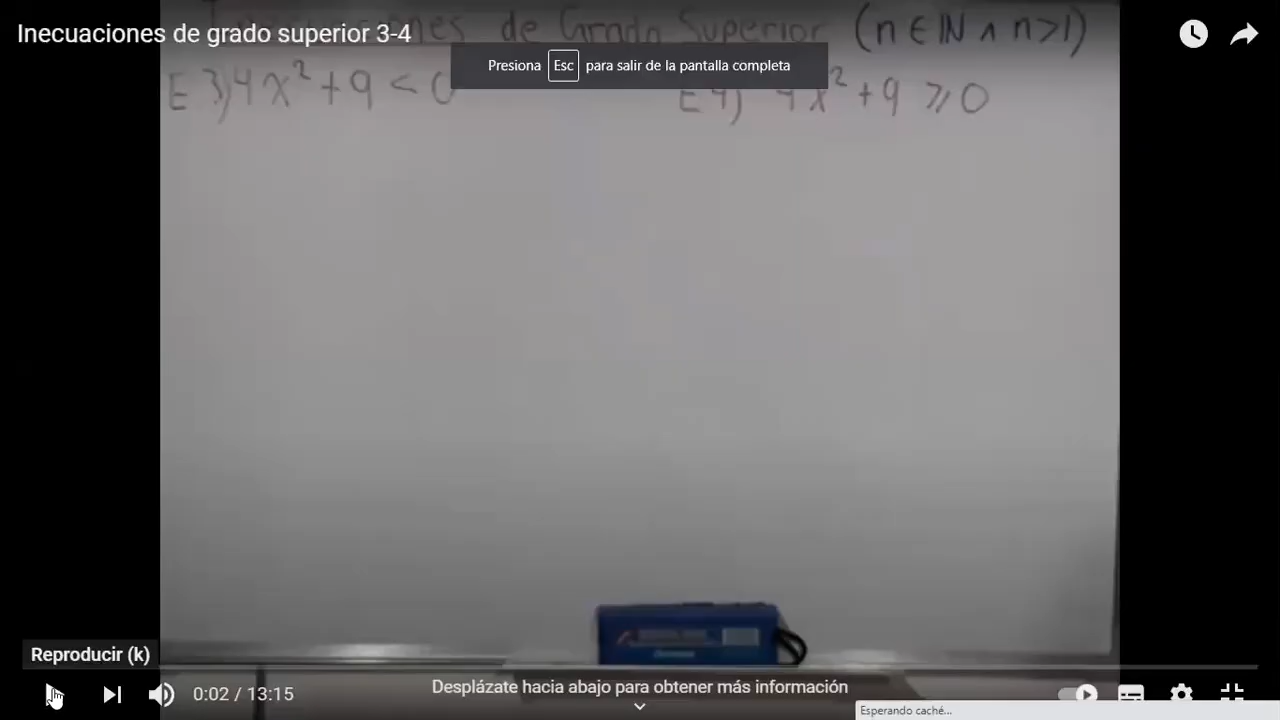 Inecuaciones de grado superior 3-4
de Grado Superior (n ∈ ℕ ∧ n>1)
Presiona Esc para salir de la pantalla completa
E3) 4x²+9 < 0
E4) 4x²+9 ≥ 0
Reproducir (k)
0:02 / 13:15
Desplázate hacia abajo para obtener más información
Esperando caché...